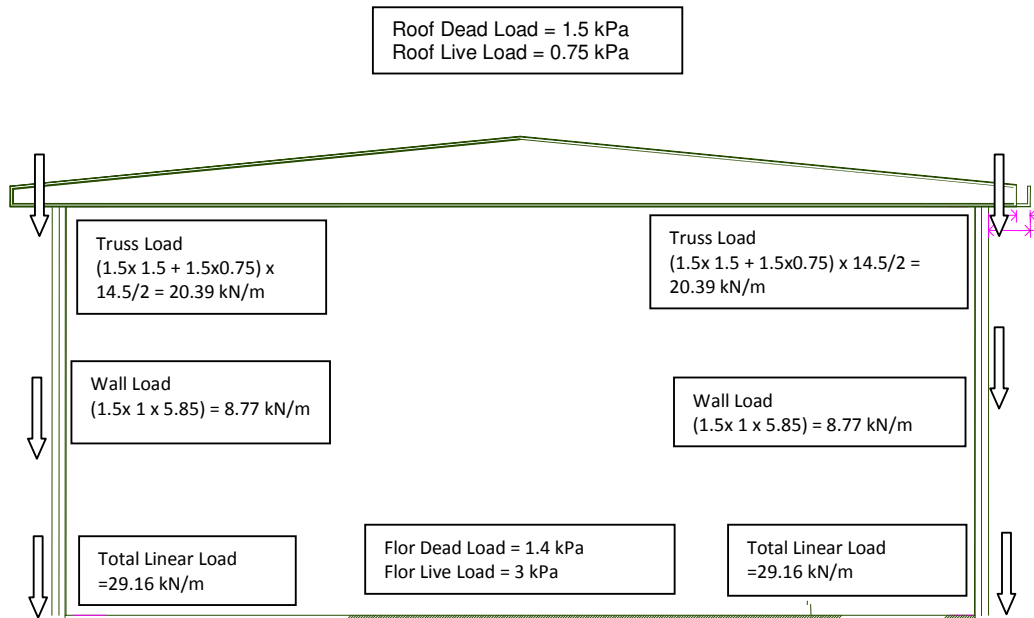 Roof Dead Load = 1.5 kPa
Roof Live Load = 0.75 kPa
Truss Load
(1.5x 1.5 + 1.5x0.75) x
14.5/2 = 20.39 kN/m
Truss Load
(1.5x 1.5 + 1.5x0.75) x 14.5/2 =
20.39 kN/m
Wall Load
(1.5x 1 x 5.85) = 8.77 kN/m
Wall Load
(1.5x 1 x 5.85) = 8.77 kN/m
Total Linear Load
=29.16 kN/m
Flor Dead Load = 1.4 kPa
Flor Live Load = 3 kPa
Total Linear Load
=29.16 kN/m